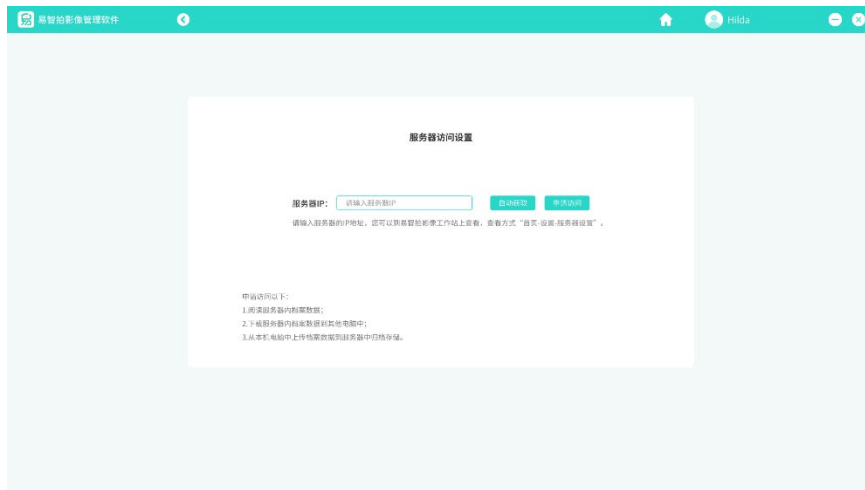 易智拍影像管理软件
Hilda
服务器访问设置
服务器IP: 请输入服务器IP 自动获取 申请访问
请输入服务器的IP地址，您可以到易智拍影像工作站上查看，查看方式“首页-设置-服务器设置”。
申请访问以下：
1.阅读服务器内档案数据；
2.下载服务器内档案数据到其他电脑中；
3.从本机电脑中上传档案数据到服务器中归档存储。